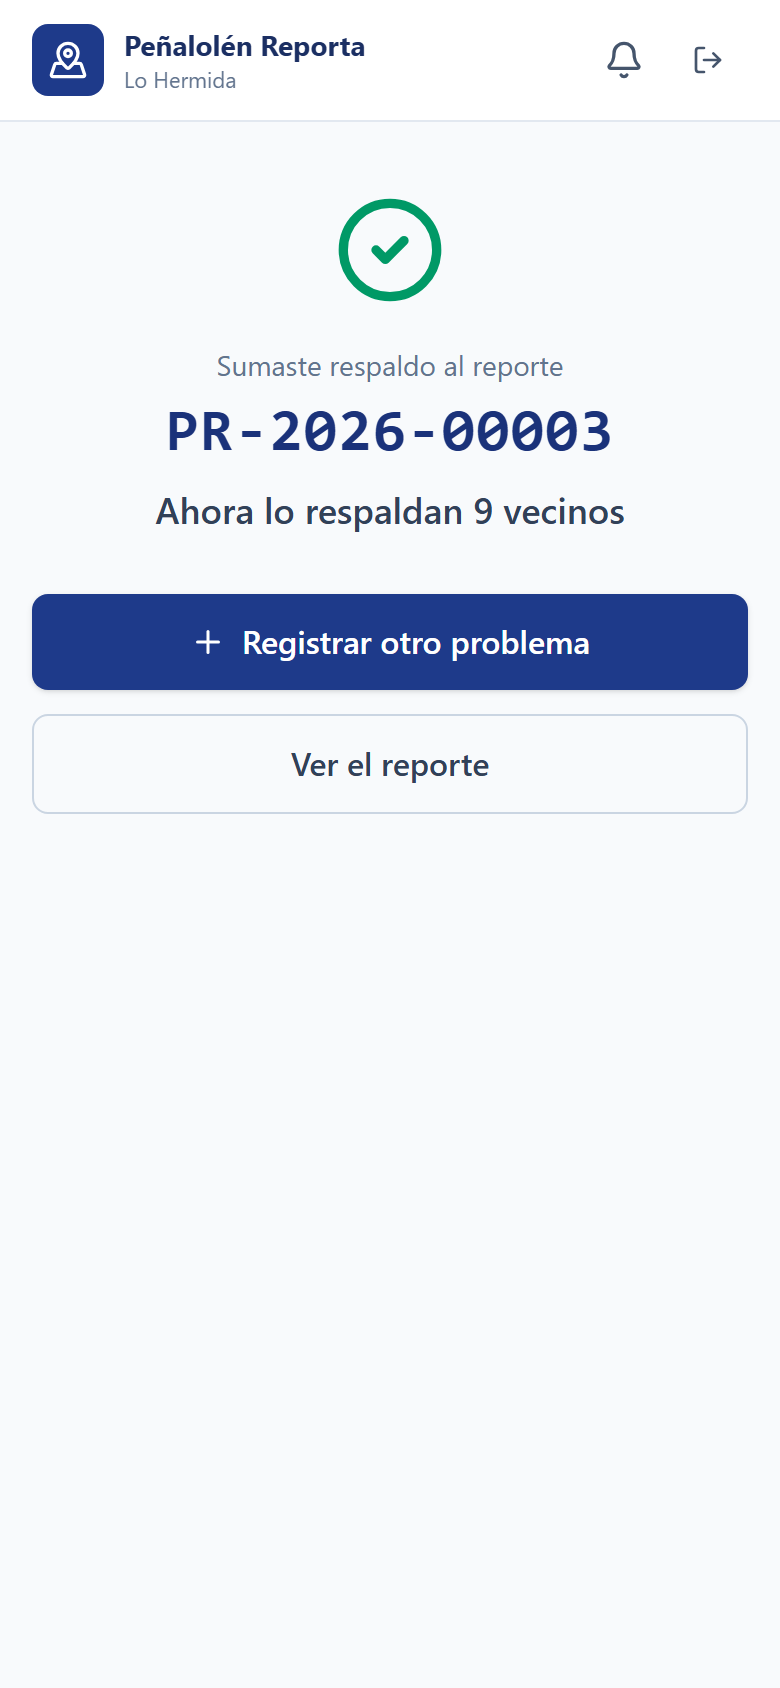 Peñalolén Reporta
Lo Hermida
Sumaste respaldo al reporte
PR-2026-00003
Ahora lo respaldan 9 vecinos
Registrar otro problema
Ver el reporte